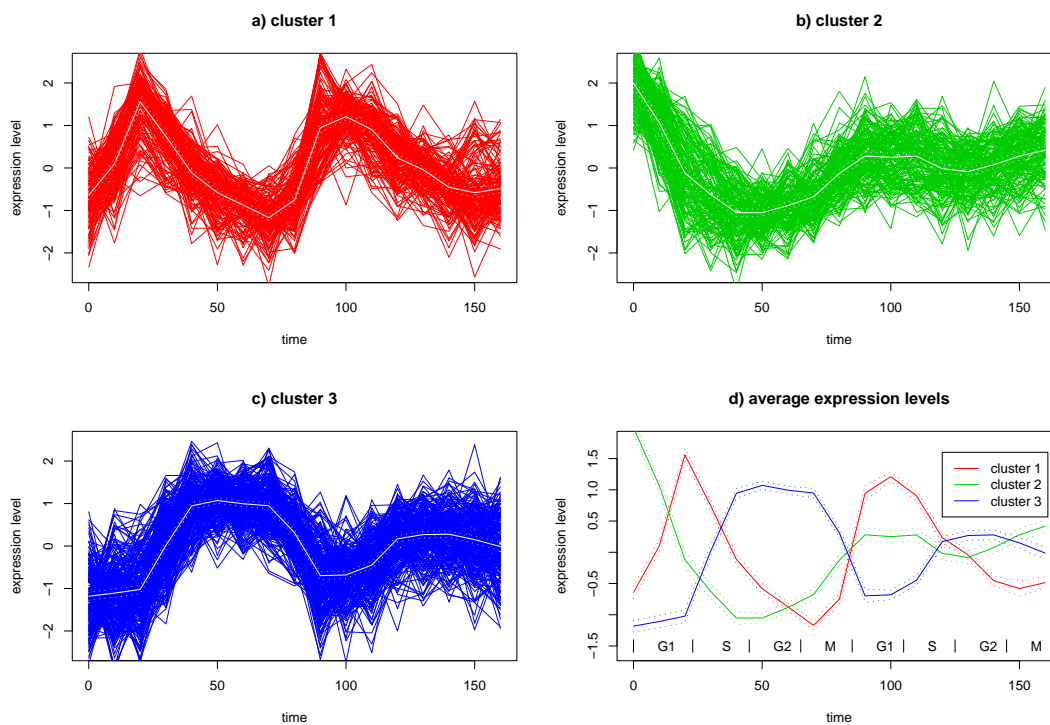 a) cluster 1
expression level
2
1
0
−1
−2
0
50
100
150
time
b) cluster 2
expression level
2
1
0
−1
−2
0
50
100
150
time
c) cluster 3
expression level
2
1
0
−1
−2
0
50
100
150
time
d) average expression levels
expression level
1.5
1.0
0.5
−0.5
−1.5
cluster 1
cluster 2
cluster 3
| G1 | S | G2 | M | G1 | S | G2 | M
0
50
100
150
time